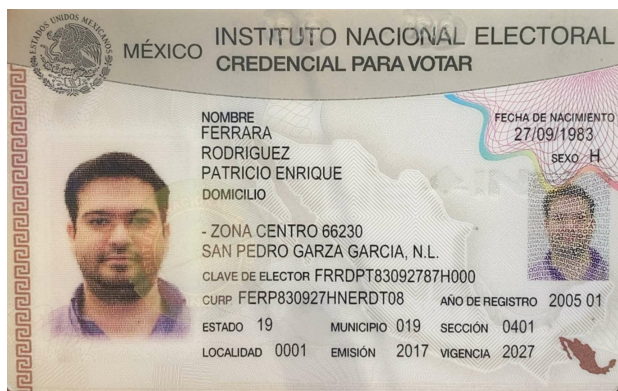 ESTADOS UNIDOS MEXICANOS
MÉXICO INSTITUTO NACIONAL ELECTORAL
CREDENCIAL PARA VOTAR
NOMBRE
FERRARA
RODRIGUEZ
PATRICIO ENRIQUE
DOMICILIO
FECHA DE NACIMIENTO
27/09/1983
SEXO H
- ZONA CENTRO 66230
SAN PEDRO GARZA GARCIA, N.L.
CLAVE DE ELECTOR FRRDPT83092787H000
CURP FERP830927HNERDT08 AÑO DE REGISTRO 2005 01
ESTADO 19 MUNICIPIO 019 SECCIÓN 0401
LOCALIDAD 0001 EMISIÓN 2017 VIGENCIA 2027